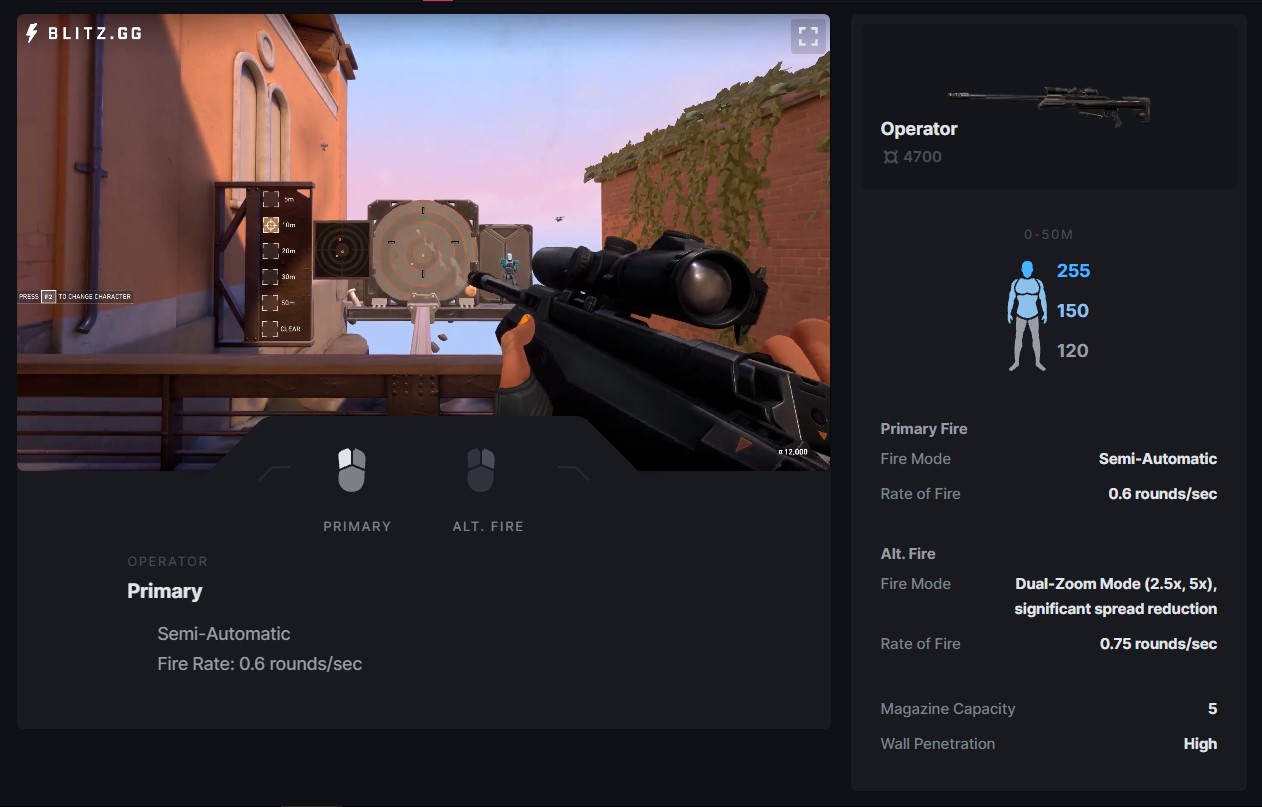 BLITZ.GG
5m
10m
20m
30m
50m
CLEAR
PRESS F2 TO CHANGE CHARACTER
¤ 12,000
PRIMARY
ALT. FIRE
OPERATOR
Primary
Semi-Automatic
Fire Rate: 0.6 rounds/sec
Operator
¤ 4700
0-50M
255
150
120
Primary Fire
Fire Mode Semi-Automatic
Rate of Fire 0.6 rounds/sec
Alt. Fire
Fire Mode Dual-Zoom Mode (2.5x, 5x),
significant spread reduction
Rate of Fire 0.75 rounds/sec
Magazine Capacity 5
Wall Penetration High